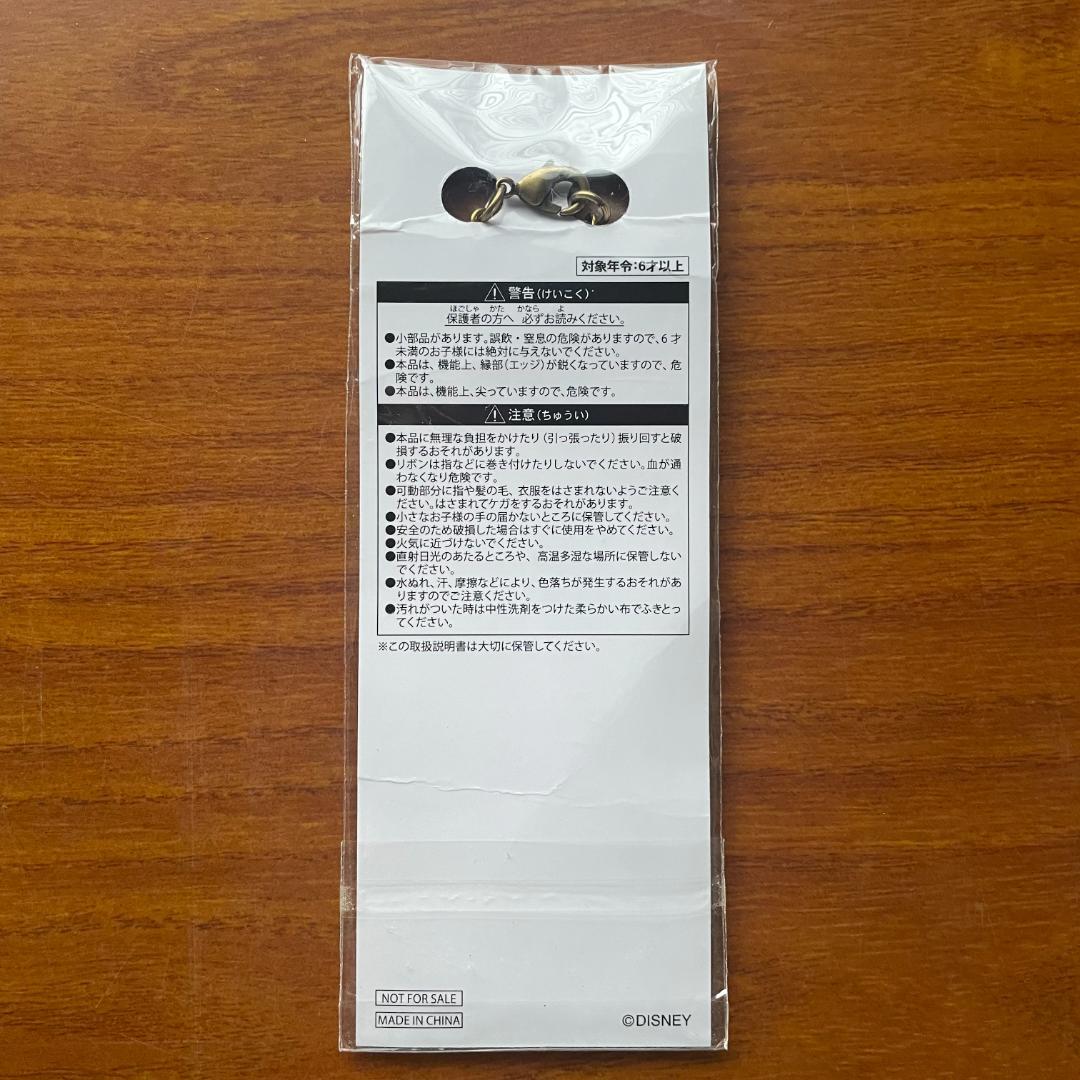 対象年令:6才以上
警告(けいこく)
ほごしゃ かた かなら よ
保護者の方へ 必ずお読みください。
●小部品があります。誤飲・窒息の危険がありますので、6才
未満のお子様には絶対に与えないでください。
●本品は、機能上、縁部(エッジ)が鋭くなっていますので、危
険です。
●本品は、機能上、尖っていますので、危険です。
注意(ちゅうい)
●本品に無理な負担をかけたり(引っ張ったり)振り回すと破
損するおそれがあります。
●リボンは指などに巻き付けたりしないでください。血が通
わなくなり危険です。
●可動部分に指や髪の毛、衣服をはさまれないようご注意く
ださい。はさまれてケガをするおそれがあります。
●小さなお子様の手の届かないところに保管してください。
●安全のため破損した場合はすぐに使用をやめてください。
●火気に近づけないでください。
●直射日光のあたるところや、高温多湿な場所に保管しない
でください。
●水ぬれ、汗、摩擦などにより、色落ちが発生するおそれがあ
りますのでご注意ください。
●汚れがついた時は中性洗剤をつけた柔らかい布でふきとっ
てください。
※この取扱説明書は大切に保管してください。
NOT FOR SALE
MADE IN CHINA
©DISNEY